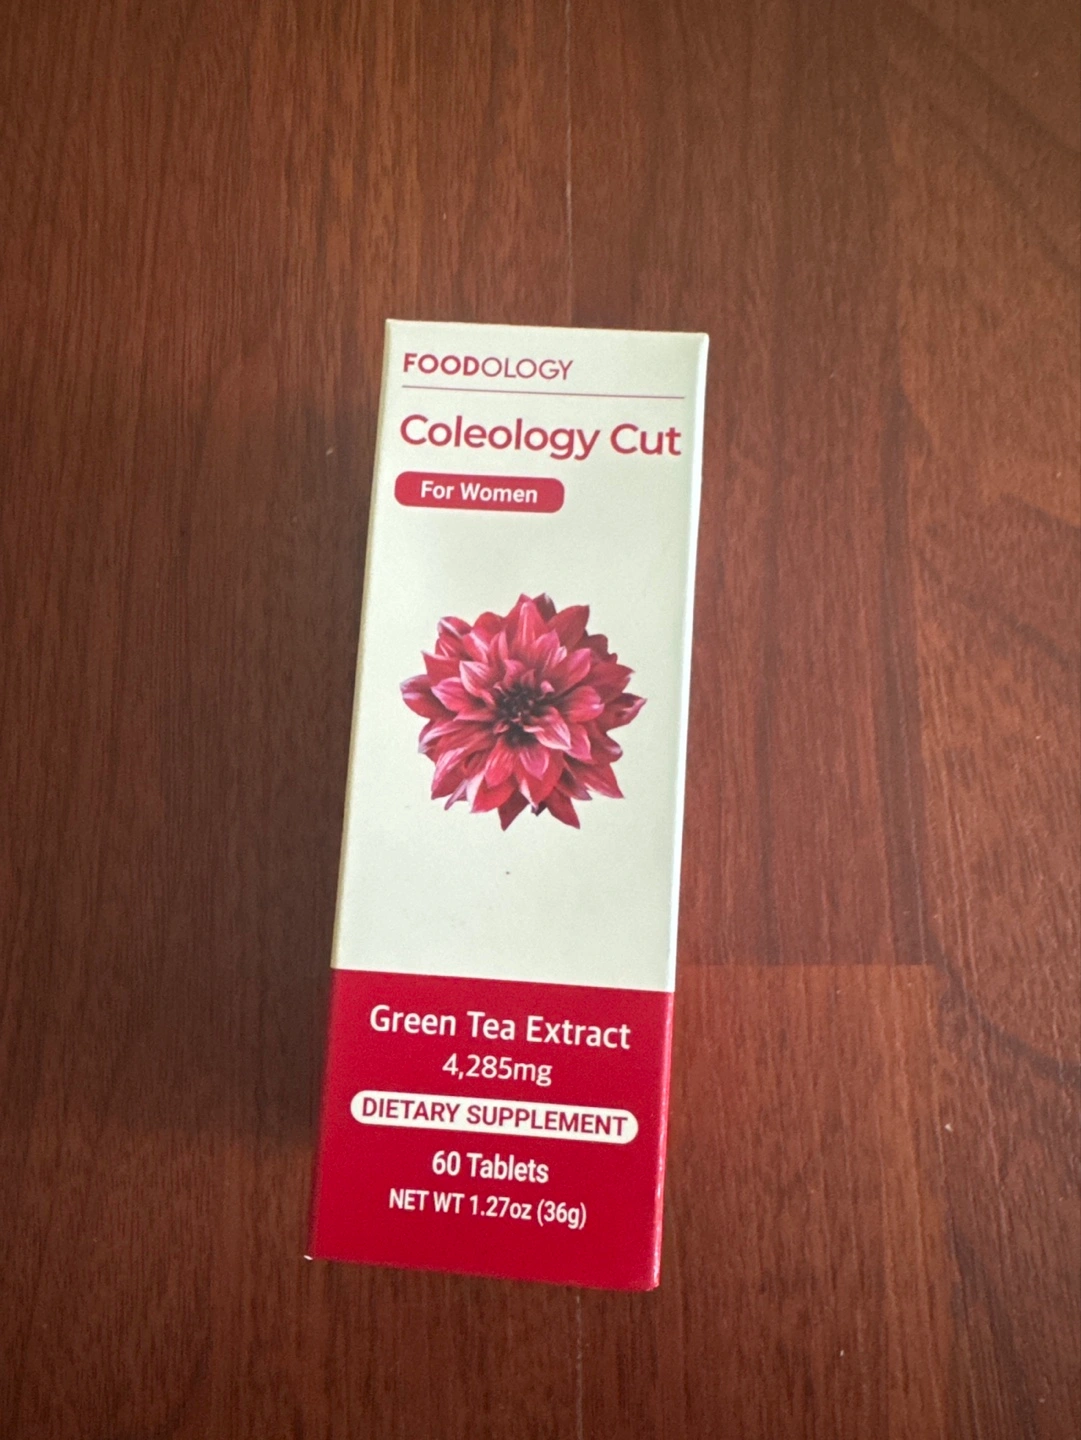 FOODOLOGY
Coleology Cut
For Women
Green Tea Extract
4,285mg
DIETARY SUPPLEMENT
60 Tablets
NET WT 1.27oz (36g)